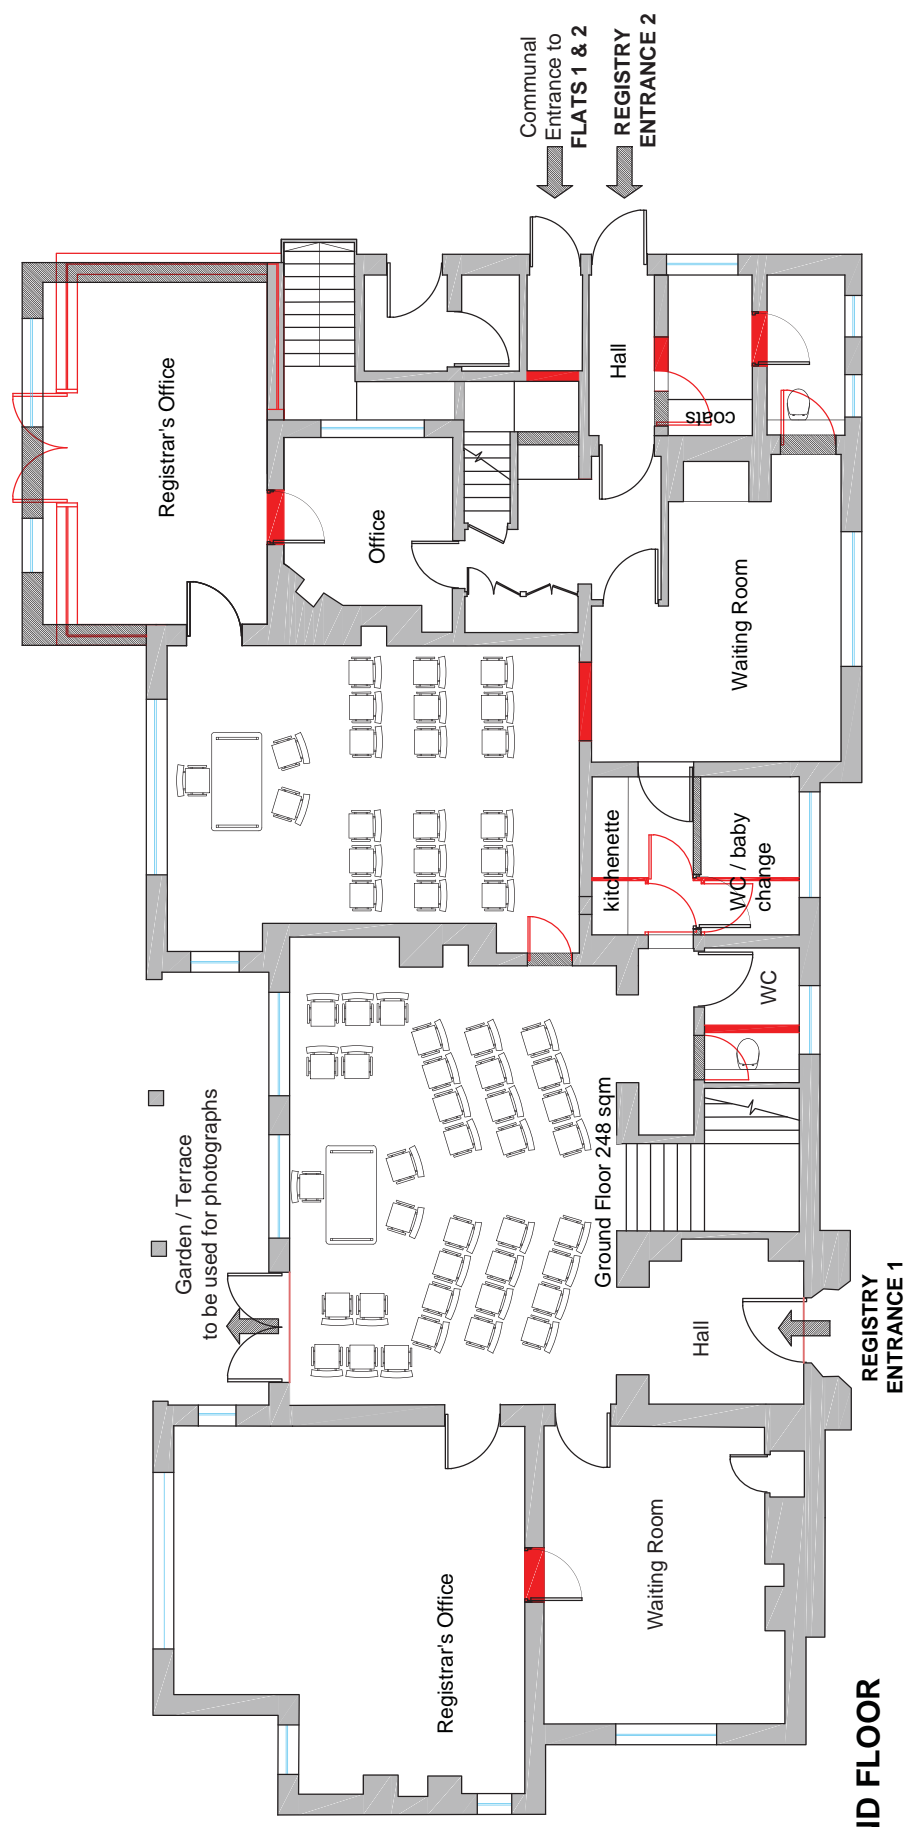 Communal
Entrance to
FLATS 1 & 2
REGISTRY
ENTRANCE 2
Registrar's Office
Office
Hall
coats
Waiting Room
kitchenette
WC / baby
change
WC
Garden / Terrace
to be used for photographs
Ground Floor 248 sqm
Hall
REGISTRY
ENTRANCE 1
Registrar's Office
Waiting Room
ND FLOOR